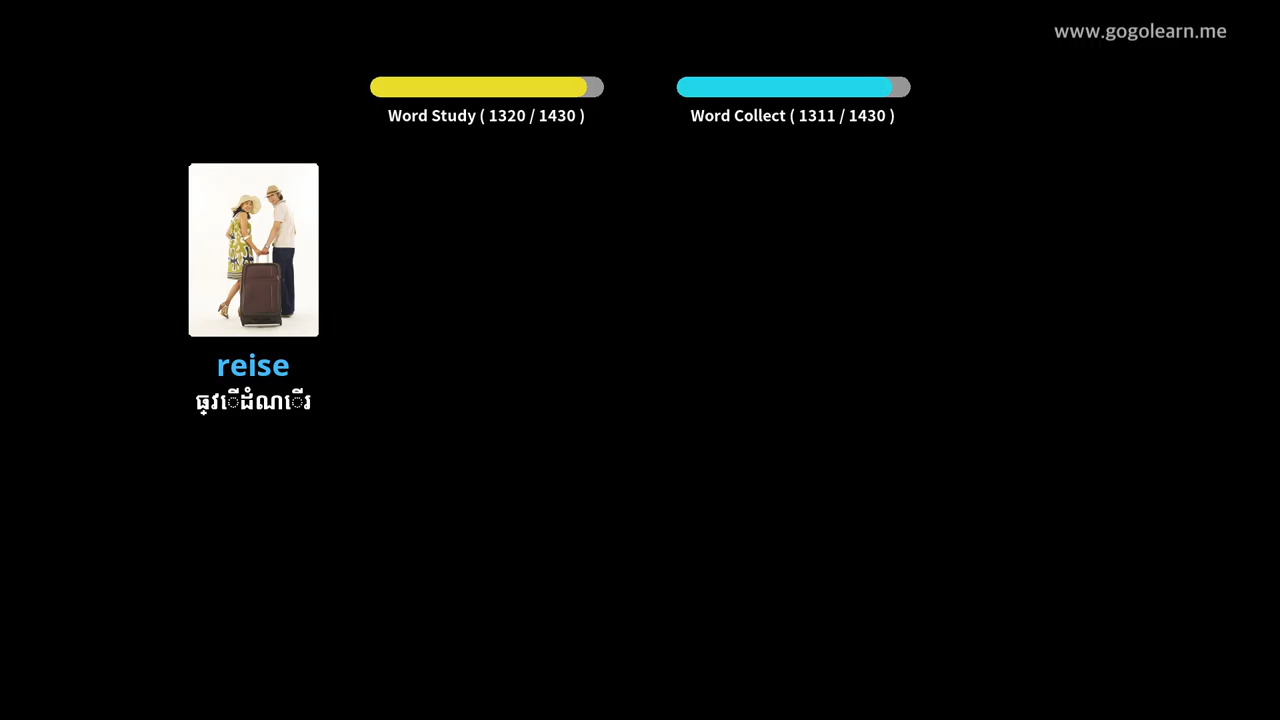 www.gogolearn.me
Word Study ( 1320 / 1430 )
Word Collect ( 1311 / 1430 )
reise
ធ្វើដំណើរ